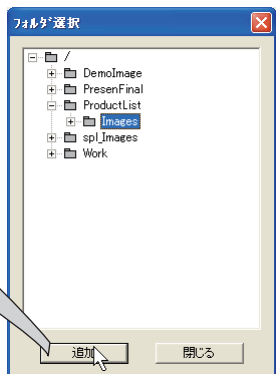 フォルダ選択
/
DemoImage
PresenFinal
ProductList
Images
spl_Images
Work
追加
閉じる